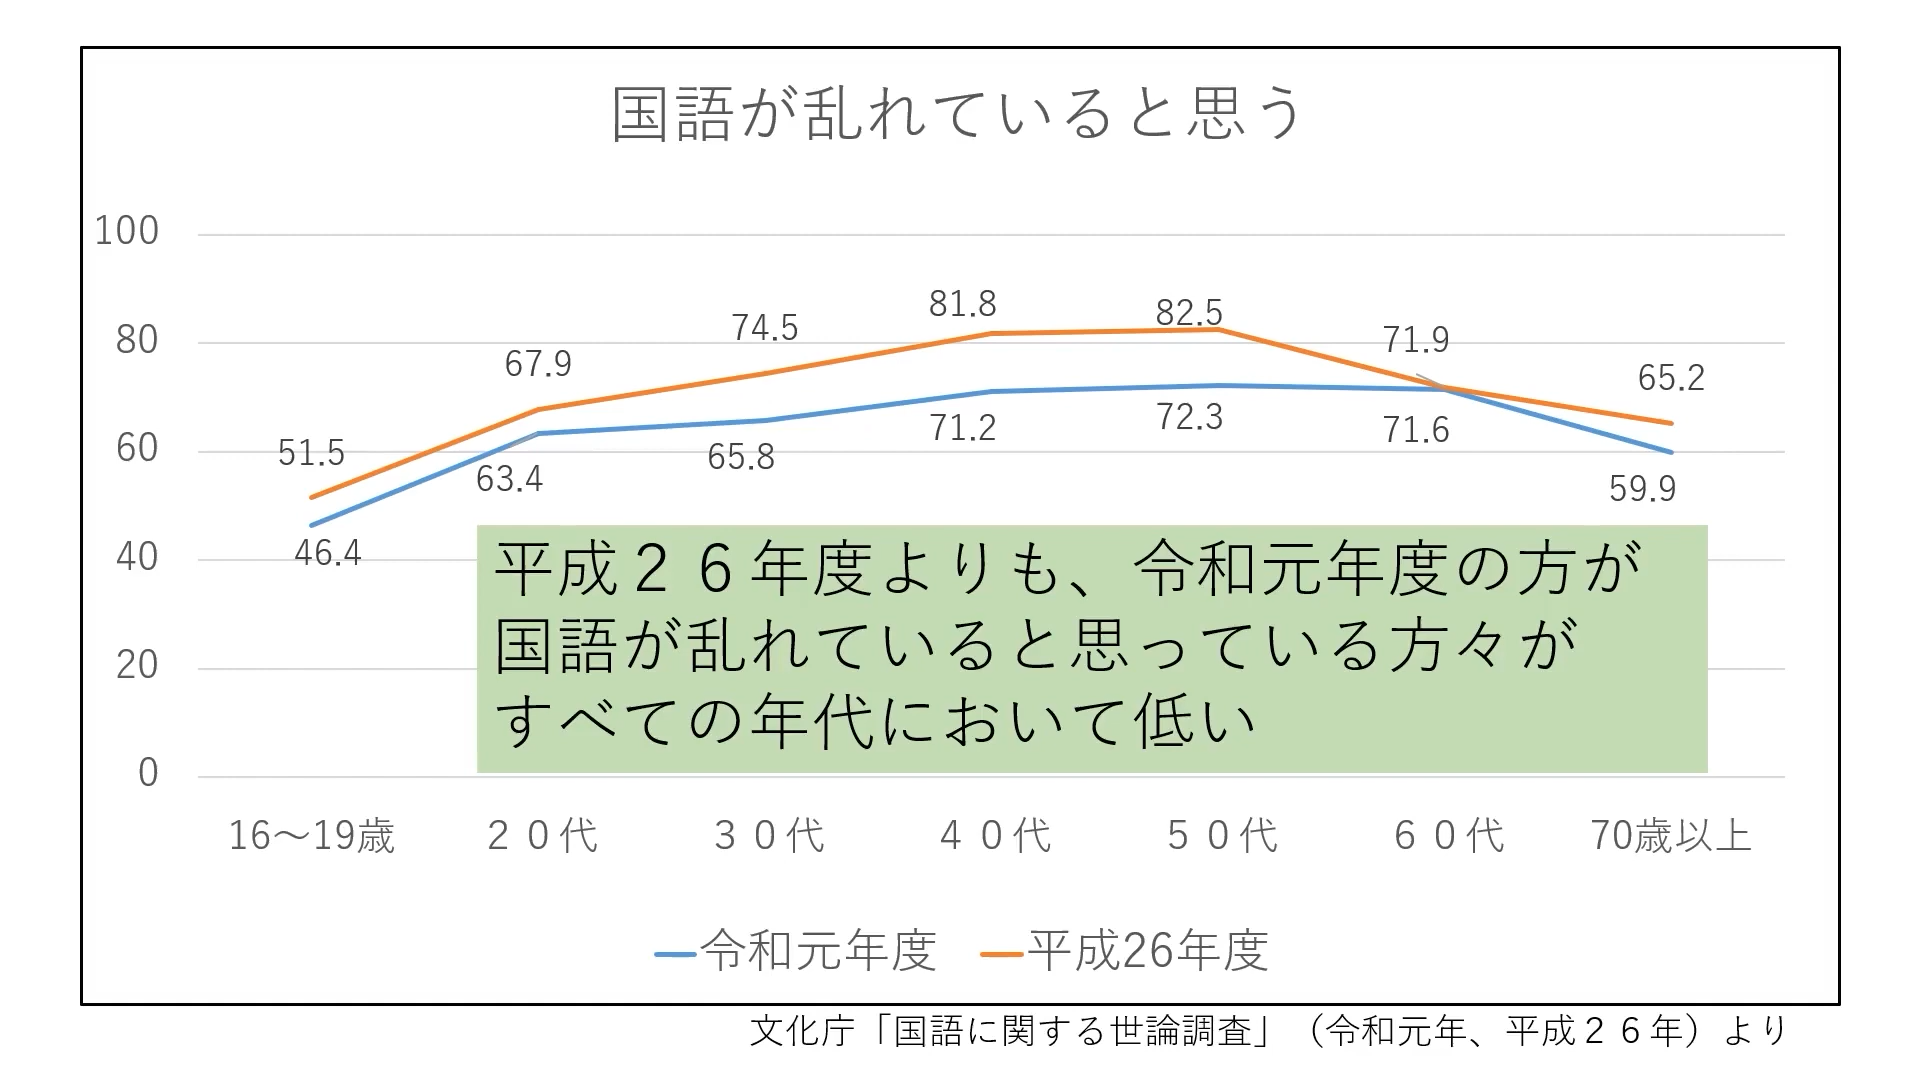 国語が乱れていると思う
100
80
60
40
20
0
51.5
67.9
74.5
81.8
82.5
71.9
65.2
46.4
63.4
65.8
71.2
72.3
71.6
59.9
平成２６年度よりも、令和元年度の方が
国語が乱れていると思っている方々が
すべての年代において低い
16～19歳 ２０代 ３０代 ４０代 ５０代 ６０代 70歳以上
令和元年度 平成26年度
文化庁「国語に関する世論調査」（令和元年、平成２６年）より